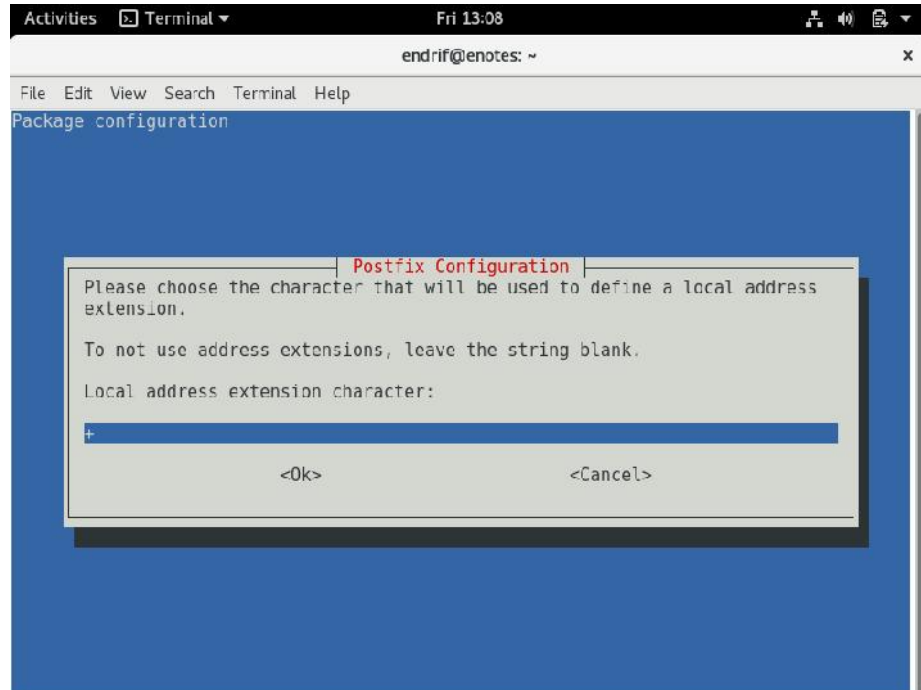 Activities Terminal Fri 13:08
endrif@enotes: ~ x
File Edit View Search Terminal Help
Package configuration
Postfix Configuration
Please choose the character that will be used to define a local address
extension.
To not use address extensions, leave the string blank.
Local address extension character:
+
<Ok> <Cancel>